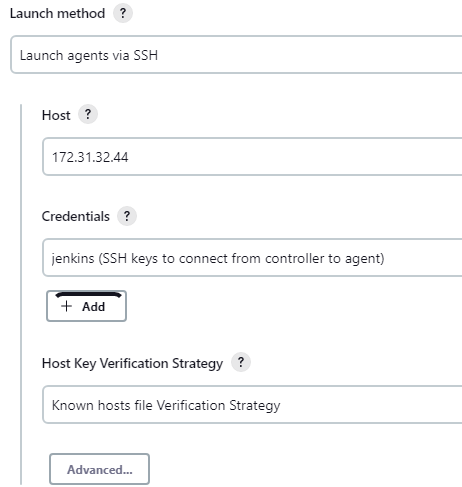 Launch method ?
Launch agents via SSH
Host ?
172.31.32.44
Credentials ?
jenkins (SSH keys to connect from controller to agent)
+ Add
Host Key Verification Strategy ?
Known hosts file Verification Strategy
Advanced...